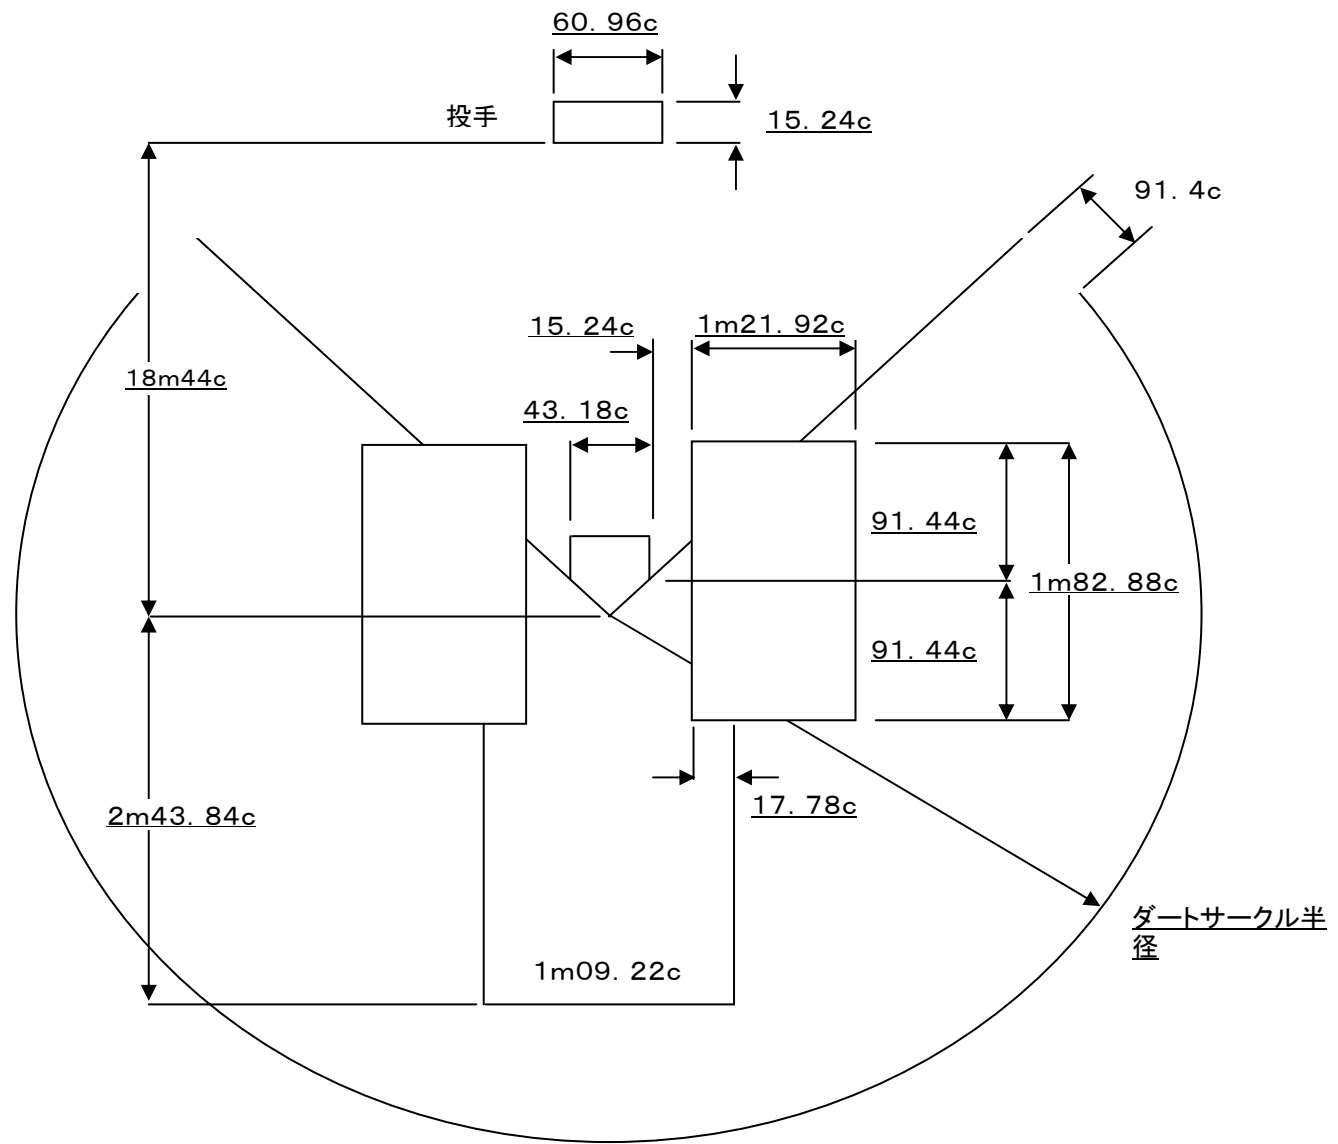 60. 96c
投手
15. 24c
91. 4c
15. 24c
1m21. 92c
18m44c
43. 18c
91. 44c
1m82. 88c
91. 44c
17. 78c
2m43. 84c
ダートサークル半
径
1m09. 22c